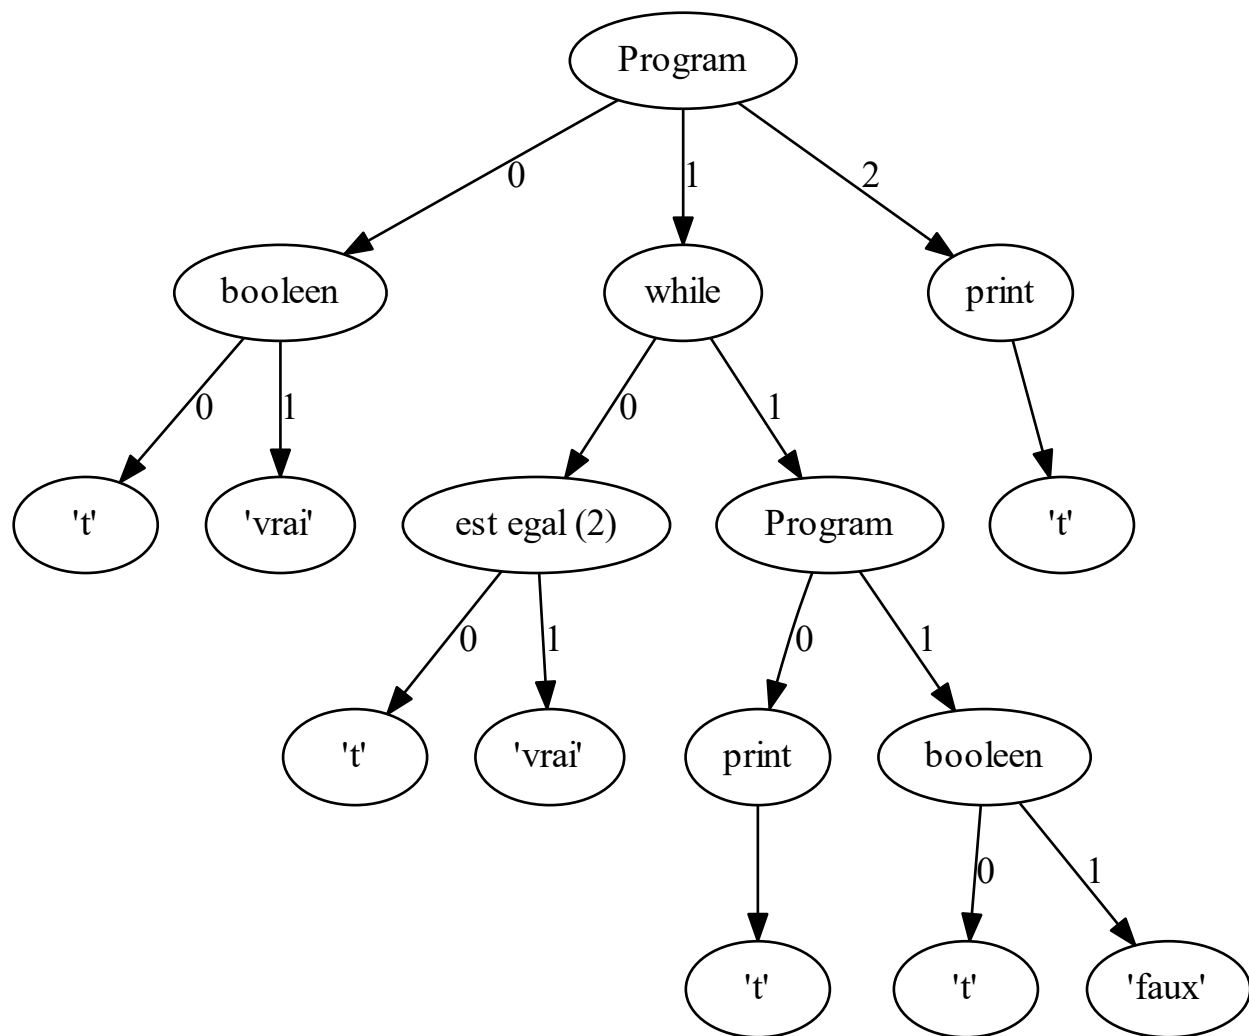 Program
0
1
2
booleen
while
print
0
1
0
1
't'
'vrai'
est egal (2)
Program
't'
0
1
0
1
't'
'vrai'
print
booleen
0
1
't'
't'
'faux'